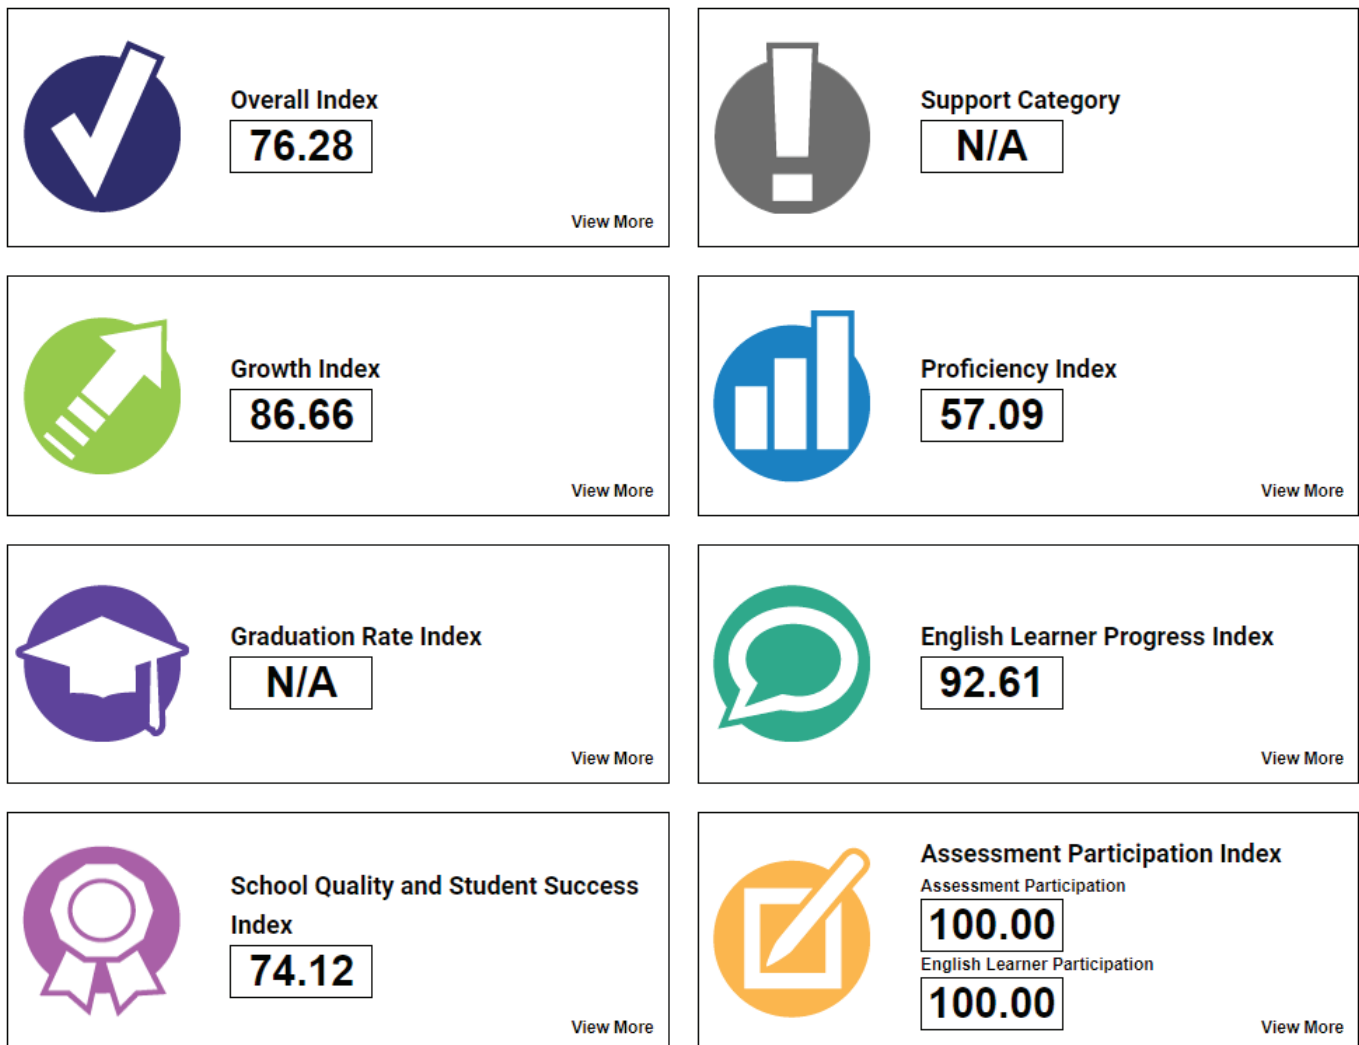 Overall Index
76.28
View More
Support Category
N/A
Growth Index
86.66
View More
Proficiency Index
57.09
View More
Graduation Rate Index
N/A
View More
English Learner Progress Index
92.61
View More
School Quality and Student Success
Index
74.12
View More
Assessment Participation Index
Assessment Participation
100.00
English Learner Participation
100.00
View More